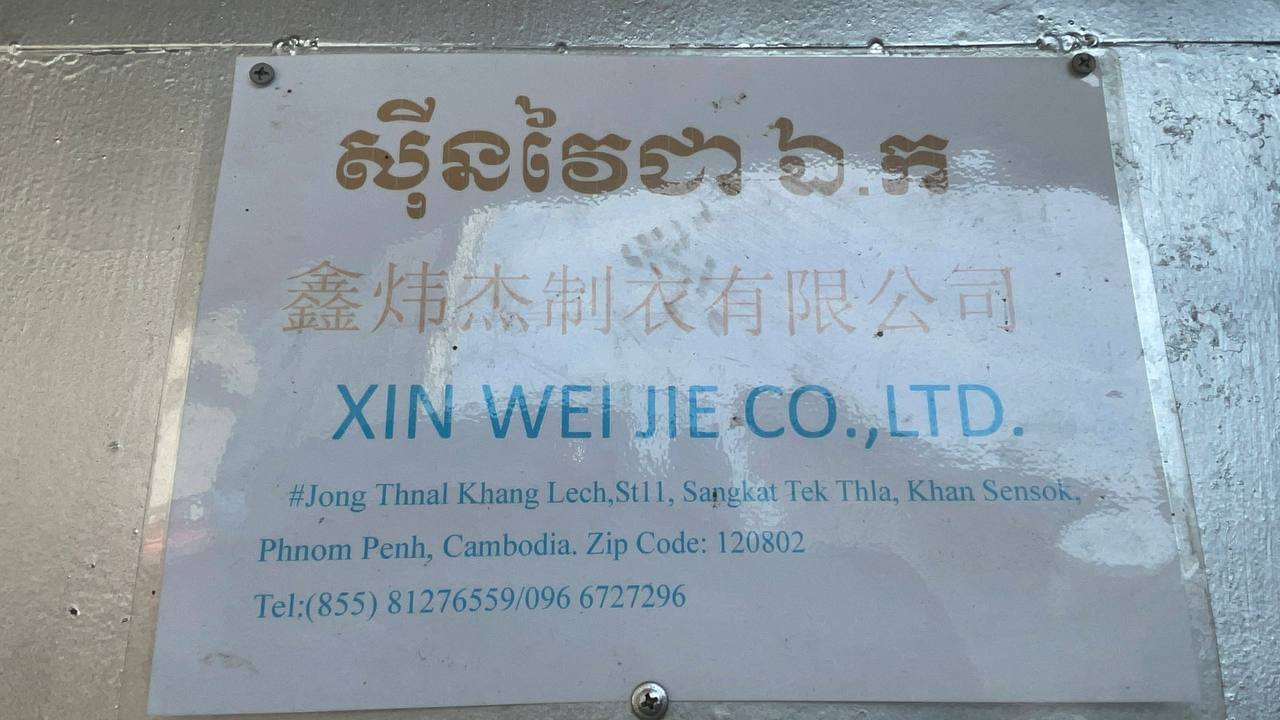 ស៊ីនវៃជា ឯ.ក
鑫炜杰制衣有限公司
XIN WEI JIE CO.,LTD.
#Jong Thnal Khang Lech,St11, Sangkat Tek Thla, Khan Sensok,
Phnom Penh, Cambodia. Zip Code: 120802
Tel:(855) 81276559/096 6727296